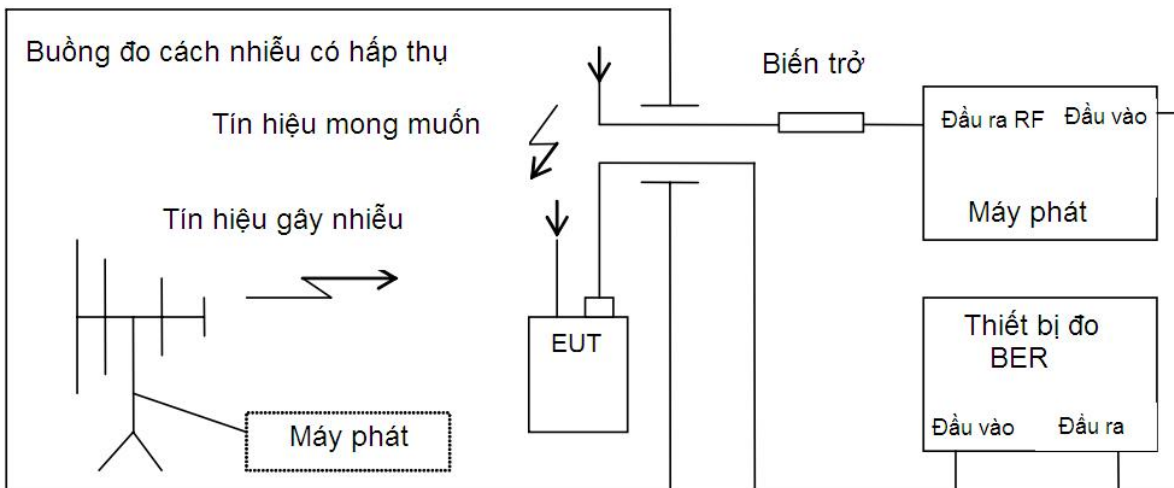 Buồng đo cách nhiễu có hấp thụ
Biến trở
Tín hiệu mong muốn
Đầu ra RF
Đầu vào
Máy phát
Tín hiệu gây nhiễu
EUT
Thiết bị đo
BER
Đầu vào
Đầu ra
Máy phát